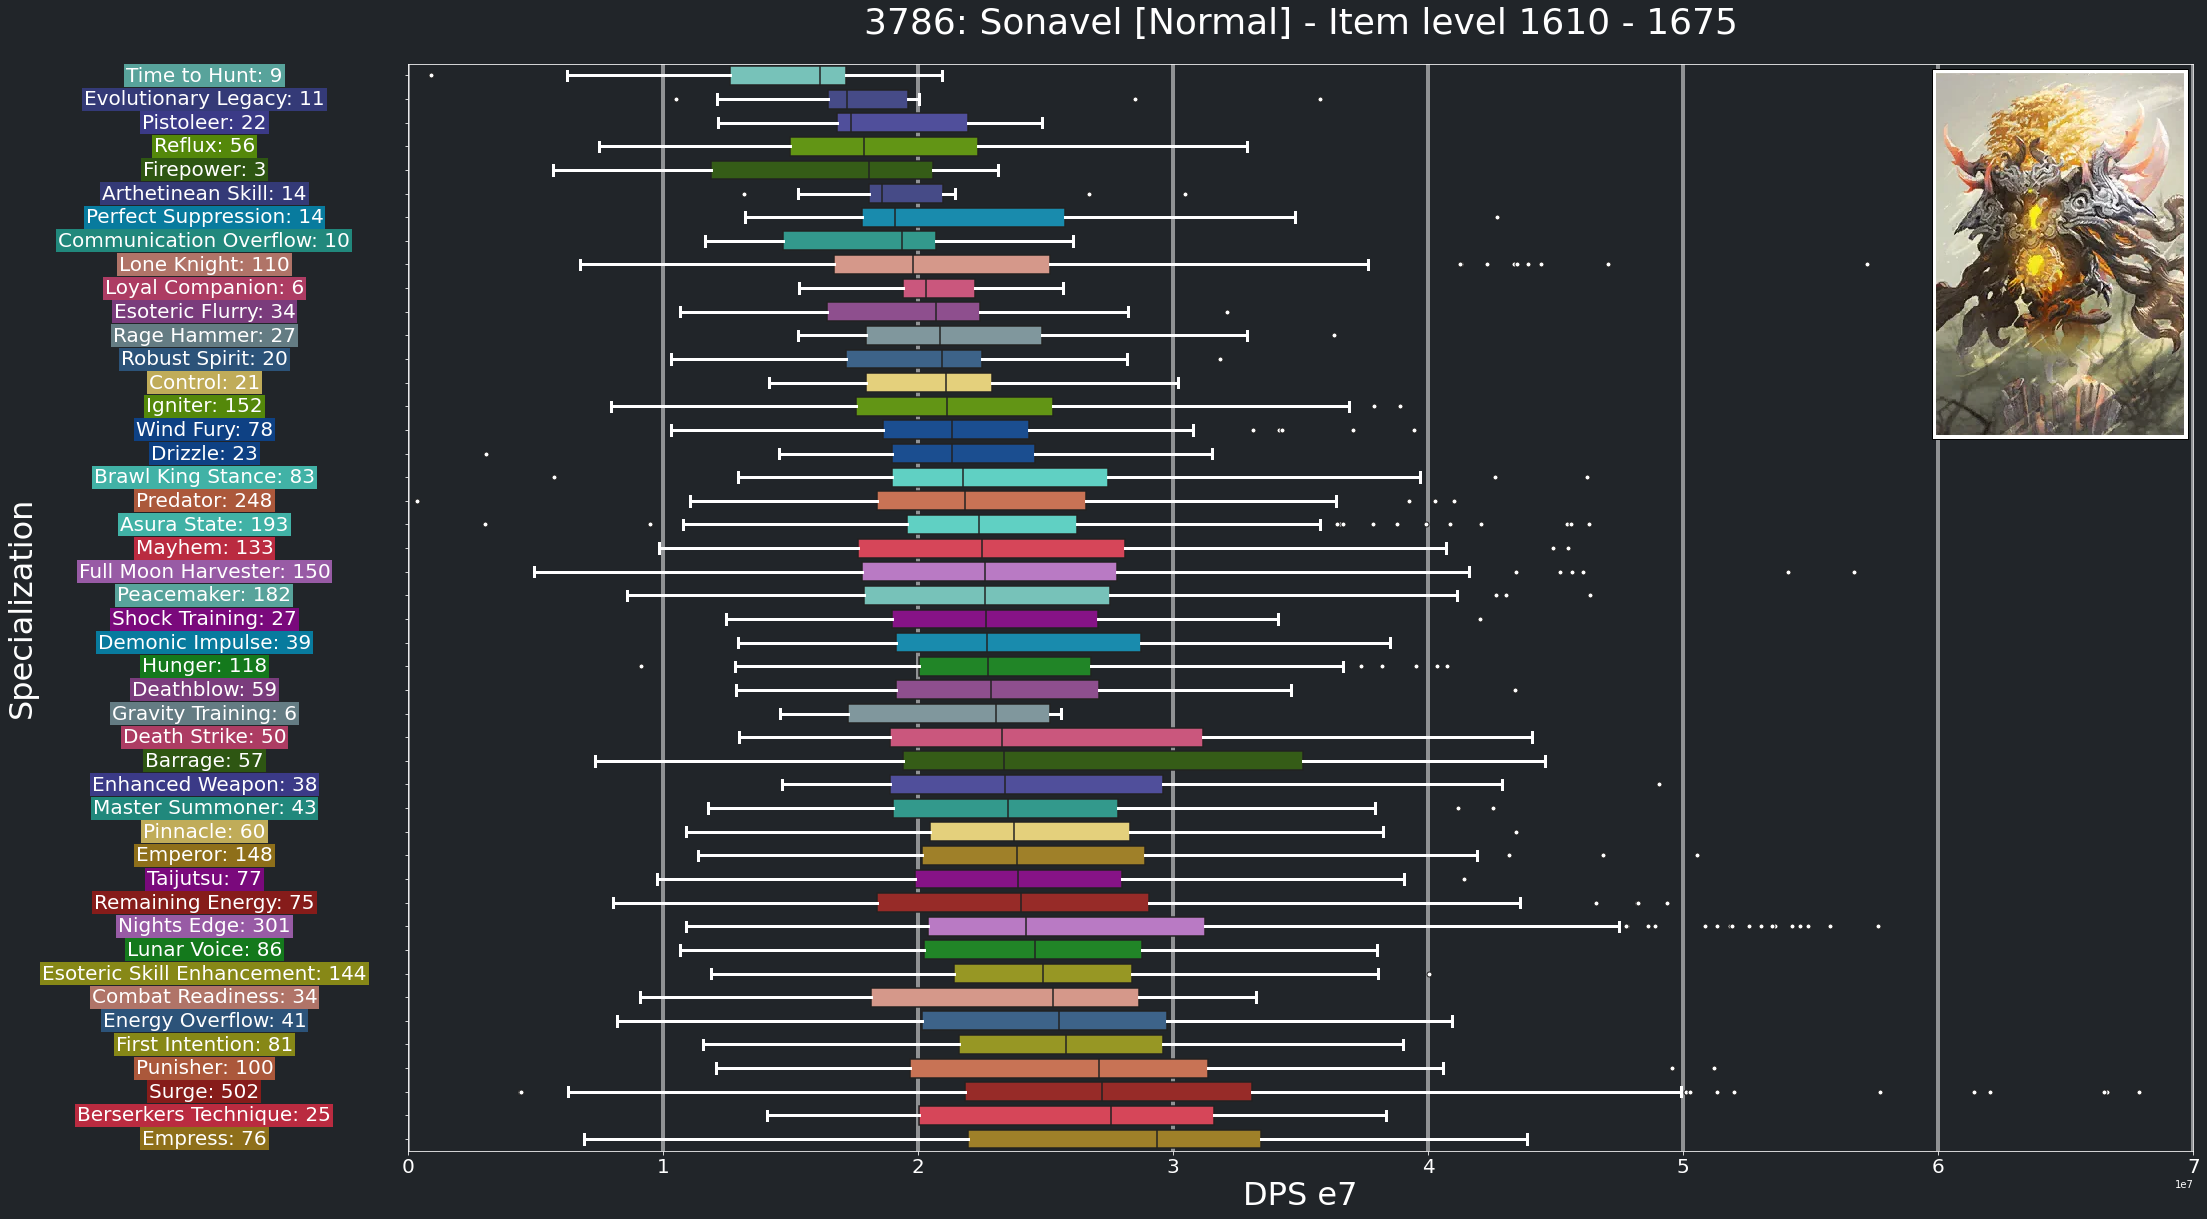 3786: Sonavel [Normal] - Item level 1610 - 1675
Time to Hunt: 9
Evolutionary Legacy: 11
Pistoleer: 22
Reflux: 56
Firepower: 3
Arthetinean Skill: 14
Perfect Suppression: 14
Communication Overflow: 10
Lone Knight: 110
Loyal Companion: 6
Esoteric Flurry: 34
Rage Hammer: 27
Robust Spirit: 20
Control: 21
Igniter: 152
Wind Fury: 78
Drizzle: 23
Brawl King Stance: 83
Predator: 248
Asura State: 193
Mayhem: 133
Full Moon Harvester: 150
Peacemaker: 182
Shock Training: 27
Demonic Impulse: 39
Hunger: 118
Deathblow: 59
Gravity Training: 6
Death Strike: 50
Barrage: 57
Enhanced Weapon: 38
Master Summoner: 43
Pinnacle: 60
Emperor: 148
Taijutsu: 77
Remaining Energy: 75
Nights Edge: 301
Lunar Voice: 86
Esoteric Skill Enhancement: 144
Combat Readiness: 34
Energy Overflow: 41
First Intention: 81
Punisher: 100
Surge: 502
Berserkers Technique: 25
Empress: 76
Specialization
0 1 2 3 4 5 6 7
1e7
DPS e7